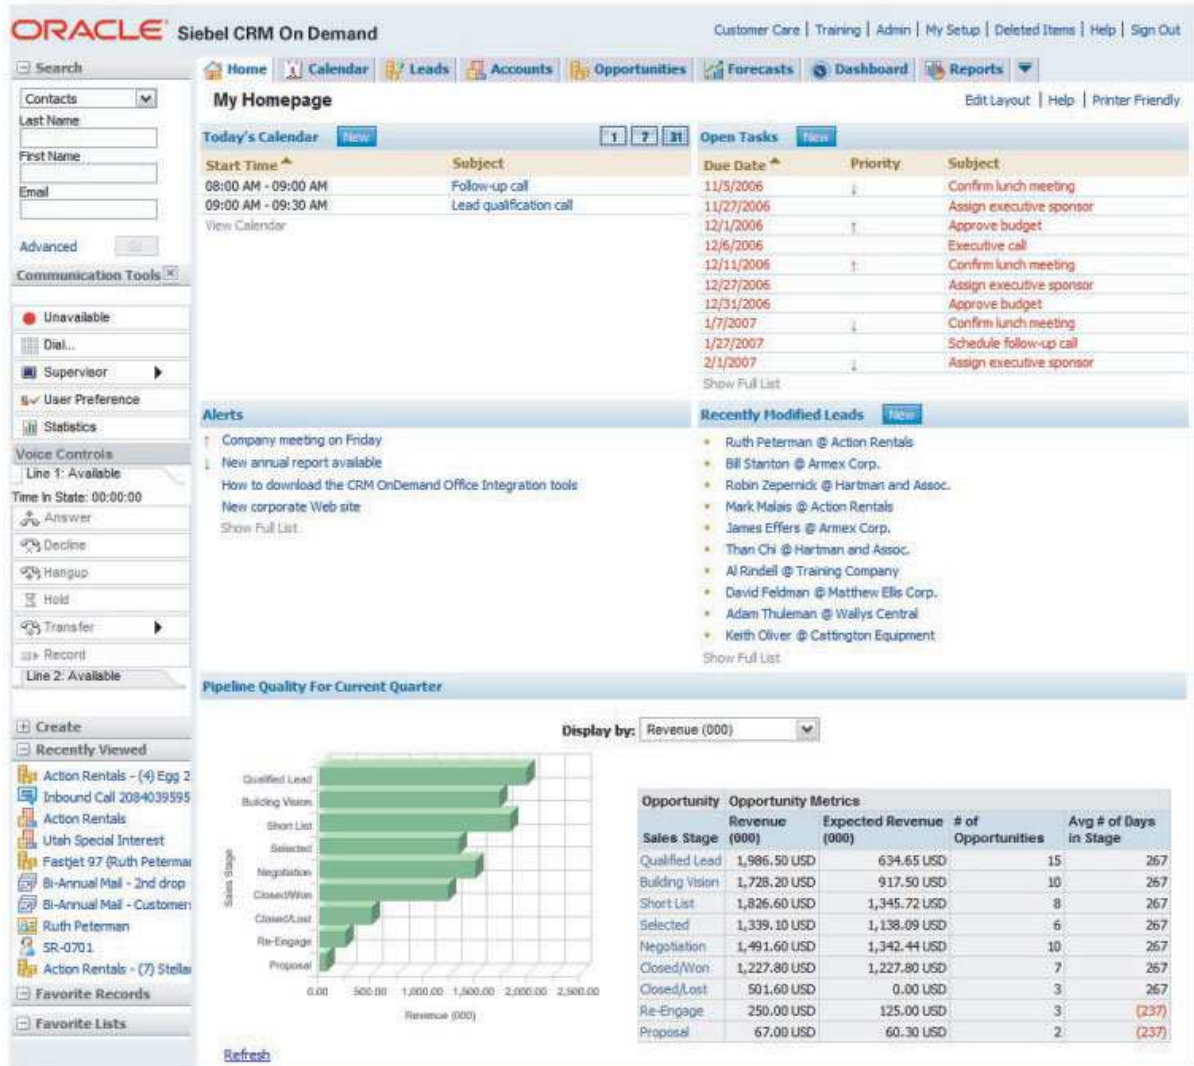 ORACLE Siebel CRM On Demand
Customer Care | Training | Admin | My Setup | Deleted Items | Help | Sign Out
Search
Contacts
Last Name
First Name
Email
Advanced
Communication Tools
Unavailable
Dial...
Supervisor
User Preference
Statistics
Voice Controls
Line 1: Available
Time In State: 00:00:00
Answer
Decline
Hangup
Hold
Transfer
Record
Line 2: Available
Create
Recently Viewed
Action Rentals - (4) Egg 2
Inbound Call 2084039595
Action Rentals
Utah Special Interest
Fastjet 97 (Ruth Peterma
Bi-Annual Mail - 2nd drop
Bi-Annual Mail - Customer
Ruth Peterman
SR-0701
Action Rentals - (7) Stella
Favorite Records
Favorite Lists
Home Calendar Leads Accounts Opportunities Forecasts Dashboard Reports
My Homepage
Edit Layout | Help | Printer Friendly
Today's Calendar New 1 7 31
Start Time Subject
08:00 AM - 09:00 AM Follow-up call
09:00 AM - 09:30 AM Lead qualification call
View Calendar
Open Tasks New
Due Date Priority Subject
11/5/2006 ↓ Confirm lunch meeting
11/27/2006 Assign executive sponsor
12/1/2006 ↑ Approve budget
12/6/2006 Executive call
12/11/2006 ↑ Confirm lunch meeting
12/27/2006 Assign executive sponsor
12/31/2006 Approve budget
1/7/2007 ↓ Confirm lunch meeting
1/27/2007 Schedule follow-up call
2/1/2007 ↓ Assign executive sponsor
Show Full List
Alerts
↑ Company meeting on Friday
↓ New annual report available
How to download the CRM OnDemand Office Integration tools
New corporate Web site
Show Full List
Recently Modified Leads New
Ruth Peterman @ Action Rentals
Bill Stanton @ Armex Corp.
Robin Zepernick @ Hartman and Assoc.
Mark Malais @ Action Rentals
James Effers @ Armex Corp.
Than Chi @ Hartman and Assoc.
Al Rindell @ Training Company
David Feldman @ Matthew Ellis Corp.
Adam Thuleman @ Wallys Central
Keith Oliver @ Cattington Equipment
Show Full List
Pipeline Quality For Current Quarter
Display by: Revenue (000)
Sales Stage
Qualified Lead
Building Vision
Short List
Selected
Negotiation
Closed/Won
Closed/Lost
Re-Engage
Proposal
0.00 500.00 1,000.00 1,500.00 2,000.00 2,500.00
Revenue (000)
Refresh
Opportunity Opportunity Metrics
Sales Stage Revenue (000) Expected Revenue (000) # of Opportunities Avg # of Days in Stage
Qualified Lead 1,986.50 USD 634.65 USD 15 267
Building Vision 1,728.20 USD 917.50 USD 10 267
Short List 1,826.60 USD 1,345.72 USD 8 267
Selected 1,339.10 USD 1,138.09 USD 6 267
Negotiation 1,491.60 USD 1,342.44 USD 10 267
Closed/Won 1,227.80 USD 1,227.80 USD 7 267
Closed/Lost 501.60 USD 0.00 USD 3 267
Re-Engage 250.00 USD 125.00 USD 3 (237)
Proposal 67.00 USD 60.30 USD 2 (237)